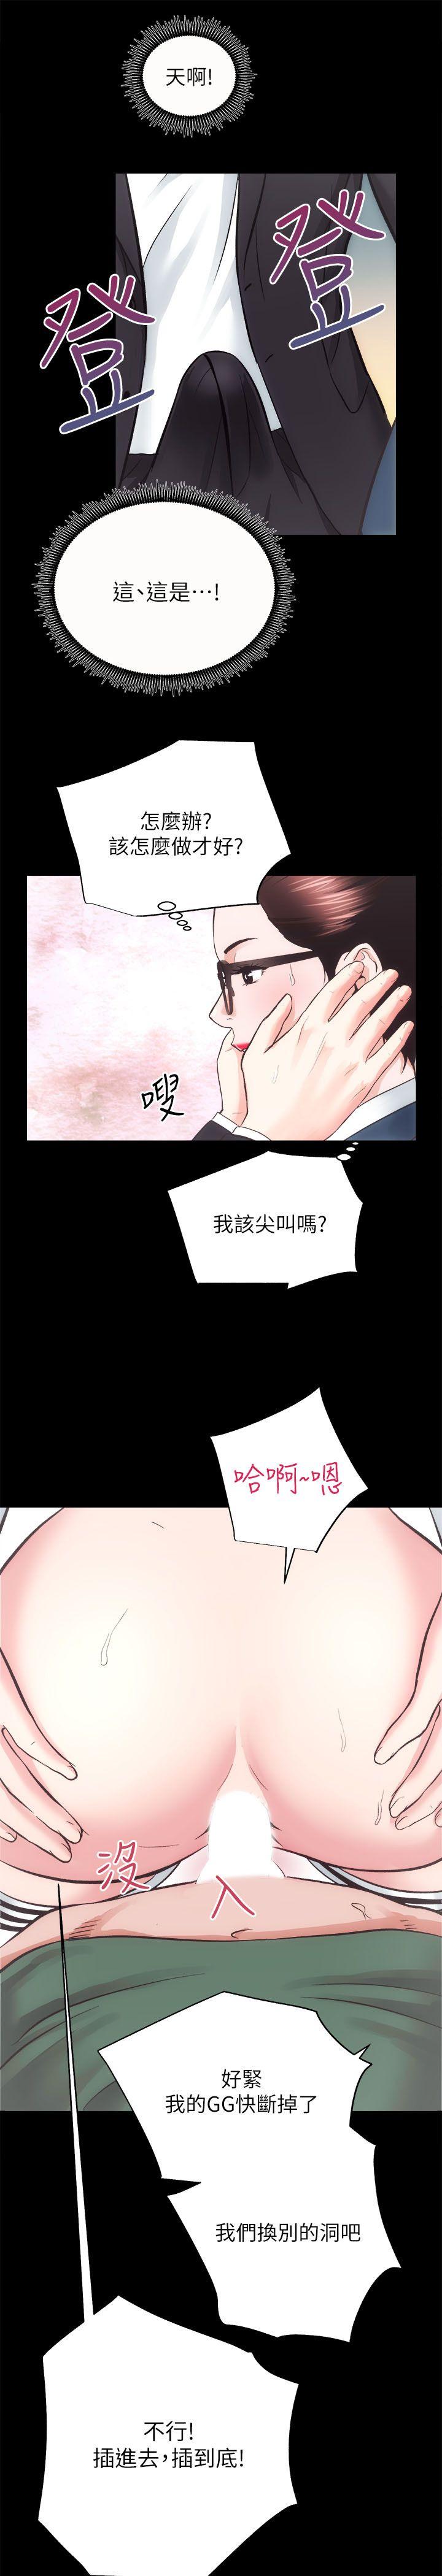 天啊!
登
登
這、這是⋯!
怎麼辦?
該怎麼做才好?
嗖
我該尖叫嗎?
哈啊~嗯
沒
入
好緊
我的GG快斷掉了
我們換別的洞吧
不行!
插進去，插到底!